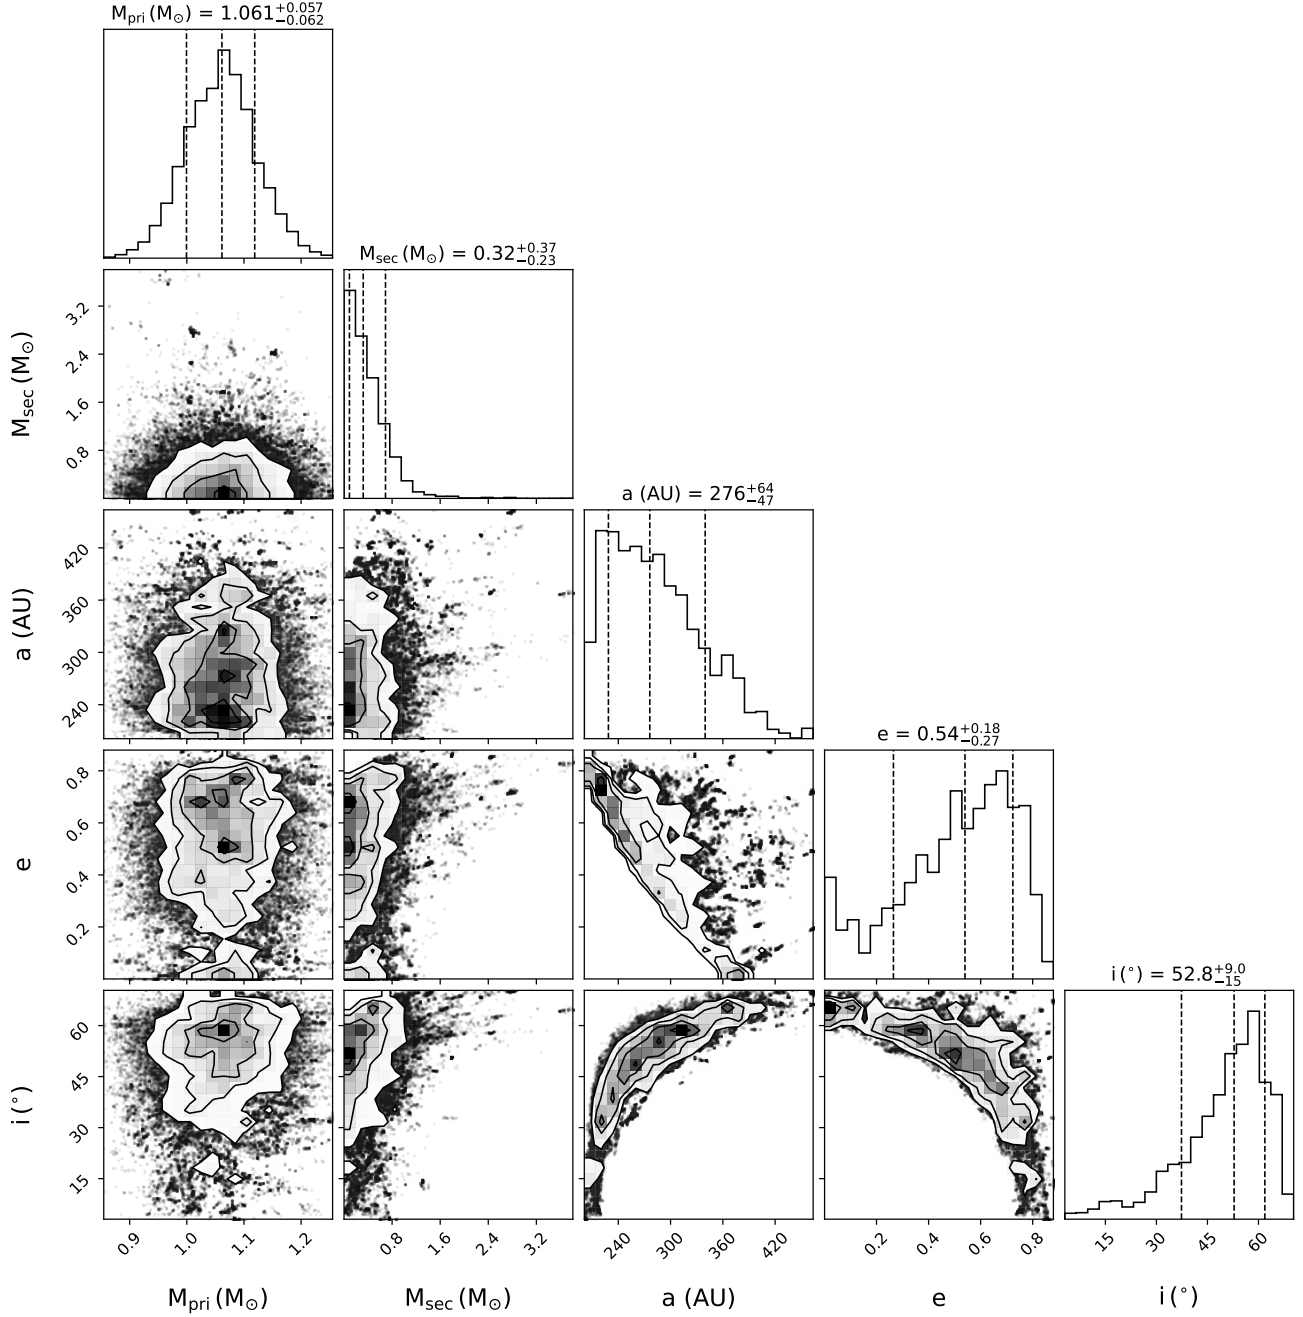 M_pri (M_⊙) = 1.061^{+0.057}_{−0.062}
M_sec (M_⊙) = 0.32^{+0.37}_{−0.23}
M_sec (M_⊙)
3.2
2.4
1.6
0.8
a (AU) = 276^{+64}_{−47}
a (AU)
420
360
300
240
e = 0.54^{+0.18}_{−0.27}
e
0.8
0.6
0.4
0.2
i (°) = 52.8^{+9.0}_{−15}
i (°)
60
45
30
15
0.9 1.0 1.1 1.2 0.8 1.6 2.4 3.2 240 300 360 420 0.2 0.4 0.6 0.8 15 30 45 60
M_pri (M_⊙) M_sec (M_⊙) a (AU) e i (°)